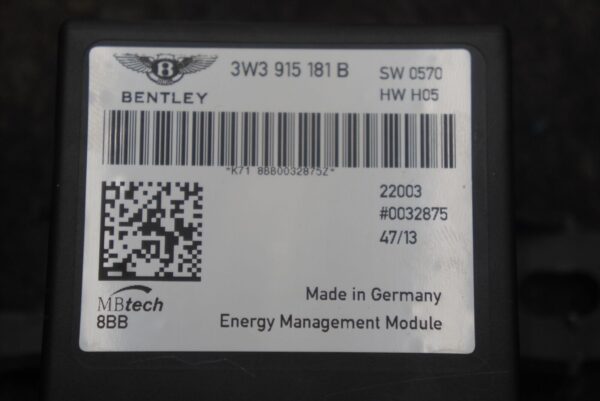 B
BENTLEY
3W3 915 181 B
SW 0570
HW H05
*K71 8BB0032875Z*
22003
#0032875
47/13
MBtech
8BB
Made in Germany
Energy Management Module